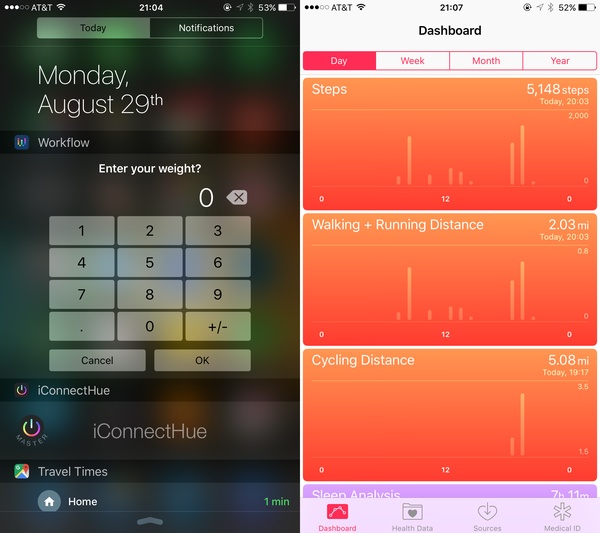 ●●●○○ AT&T 21:04 53%
Today Notifications
Monday,
August 29th
Workflow
Enter your weight?
0
1 2 3
4 5 6
7 8 9
. 0 +/-
Cancel OK
iConnectHue
MASTER iConnectHue
Travel Times
Home 1 min
●●●○○ AT&T 21:07 52%
Dashboard
Day Week Month Year
Steps 5,148 steps
Today, 20:03
2,000
0
0 12 0
Walking + Running Distance 2.03 mi
Today, 20:03
0.8
0
0 12 0
Cycling Distance 5.08 mi
Today, 19:17
3.5
1.5
0 12 0
Sleep Analysis 7h 11m
Dashboard Health Data Sources Medical ID